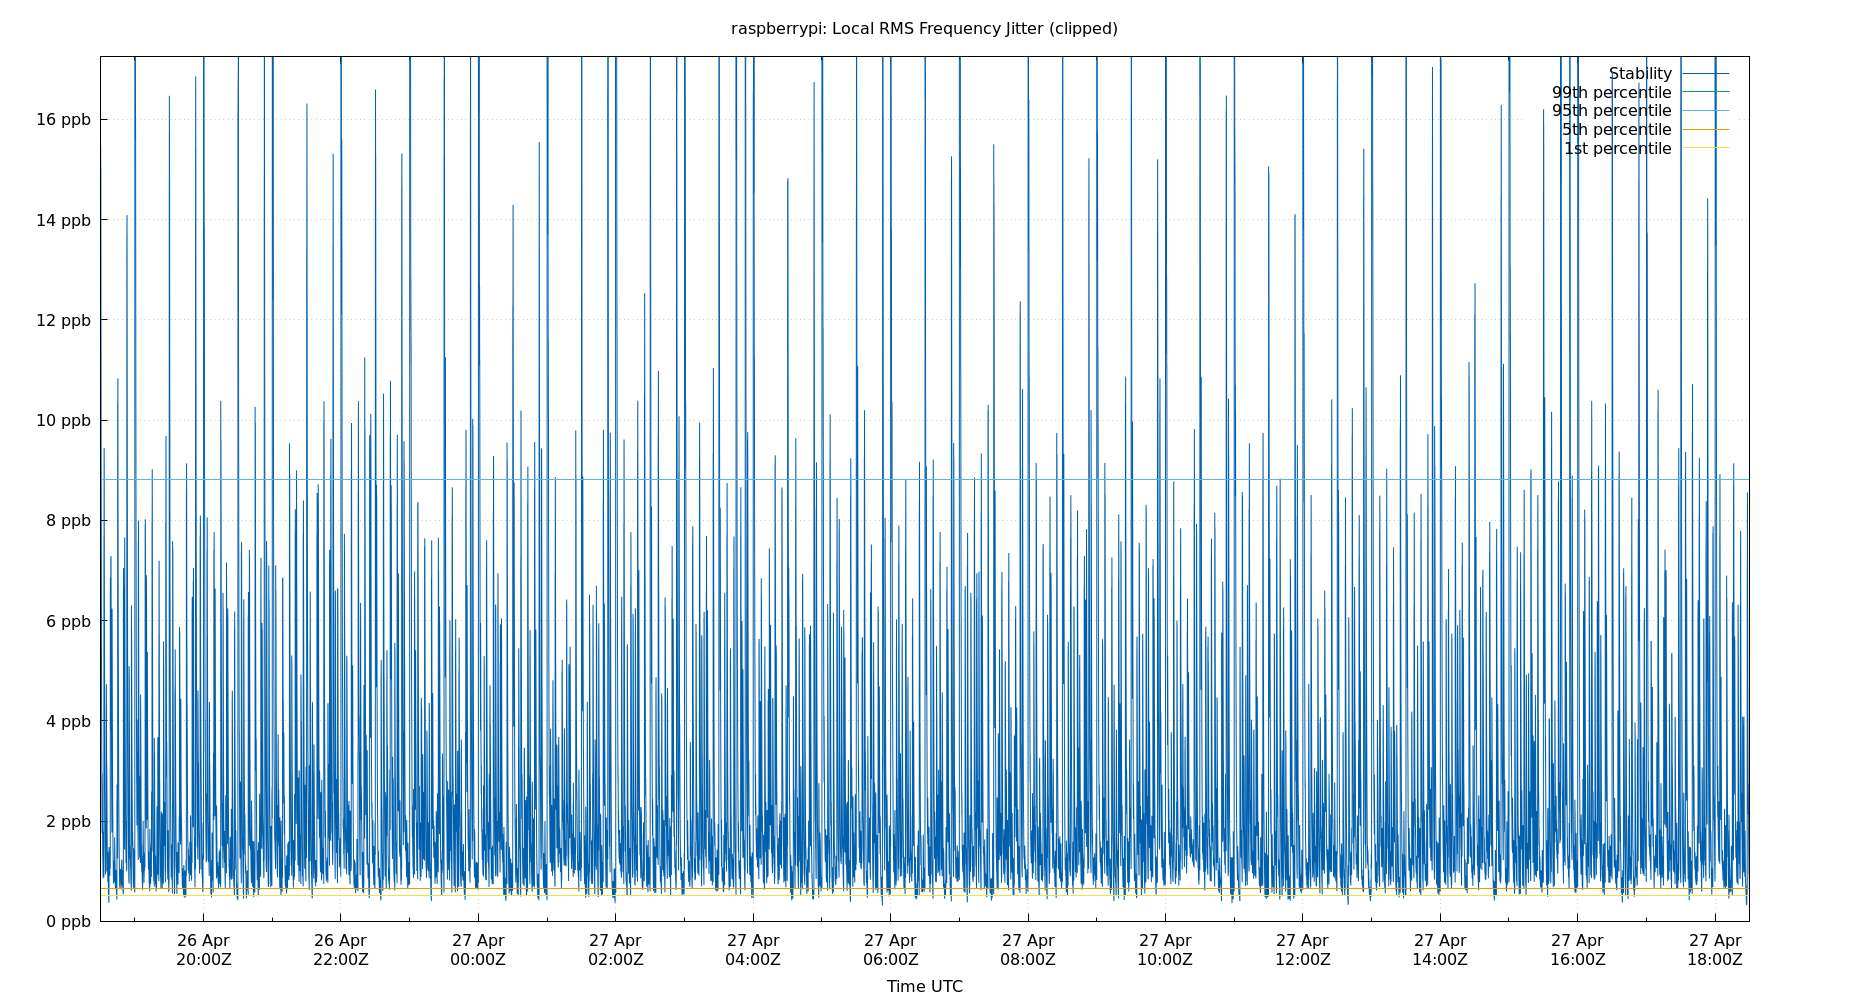 raspberrypi: Local RMS Frequency Jitter (clipped)
Stability
99th percentile
95th percentile
5th percentile
1st percentile
16 ppb
14 ppb
12 ppb
10 ppb
8 ppb
6 ppb
4 ppb
2 ppb
0 ppb
26 Apr 26 Apr 27 Apr 27 Apr 27 Apr 27 Apr 27 Apr 27 Apr 27 Apr 27 Apr 27 Apr 27 Apr
20:00Z 22:00Z 00:00Z 02:00Z 04:00Z 06:00Z 08:00Z 10:00Z 12:00Z 14:00Z 16:00Z 18:00Z
Time UTC